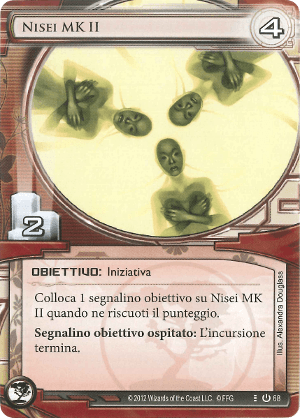 NISEI MK II
4
2
OBIETTIVO: Iniziativa
Colloca 1 segnalino obiettivo su Nisei MK
II quando ne riscuoti il punteggio.
Segnalino obiettivo ospitato: L'incursione
termina.
Illus. Alexandra Douglass
© 2012 Wizards of the Coast LLC. © FFG
68